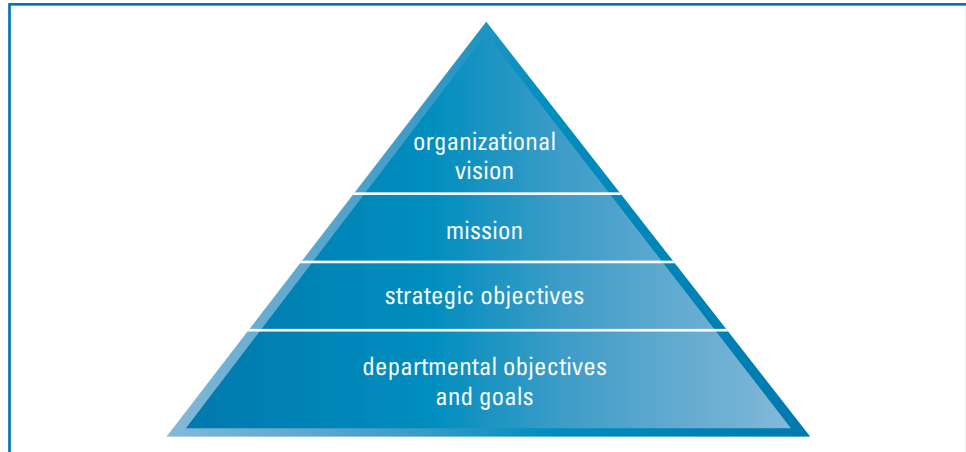 organizational
vision
mission
strategic objectives
departmental objectives
and goals